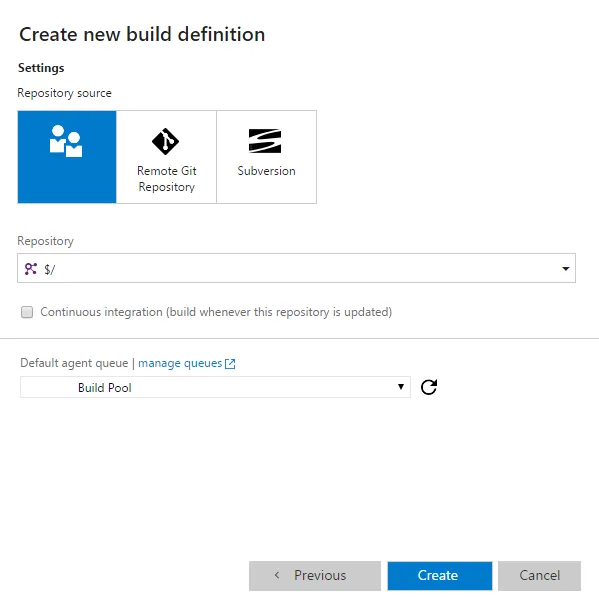 Create new build definition
Settings
Repository source
Remote Git
Repository
Subversion
Repository
$/
Continuous integration (build whenever this repository is updated)
Default agent queue | manage queues
Build Pool
Previous
Create
Cancel